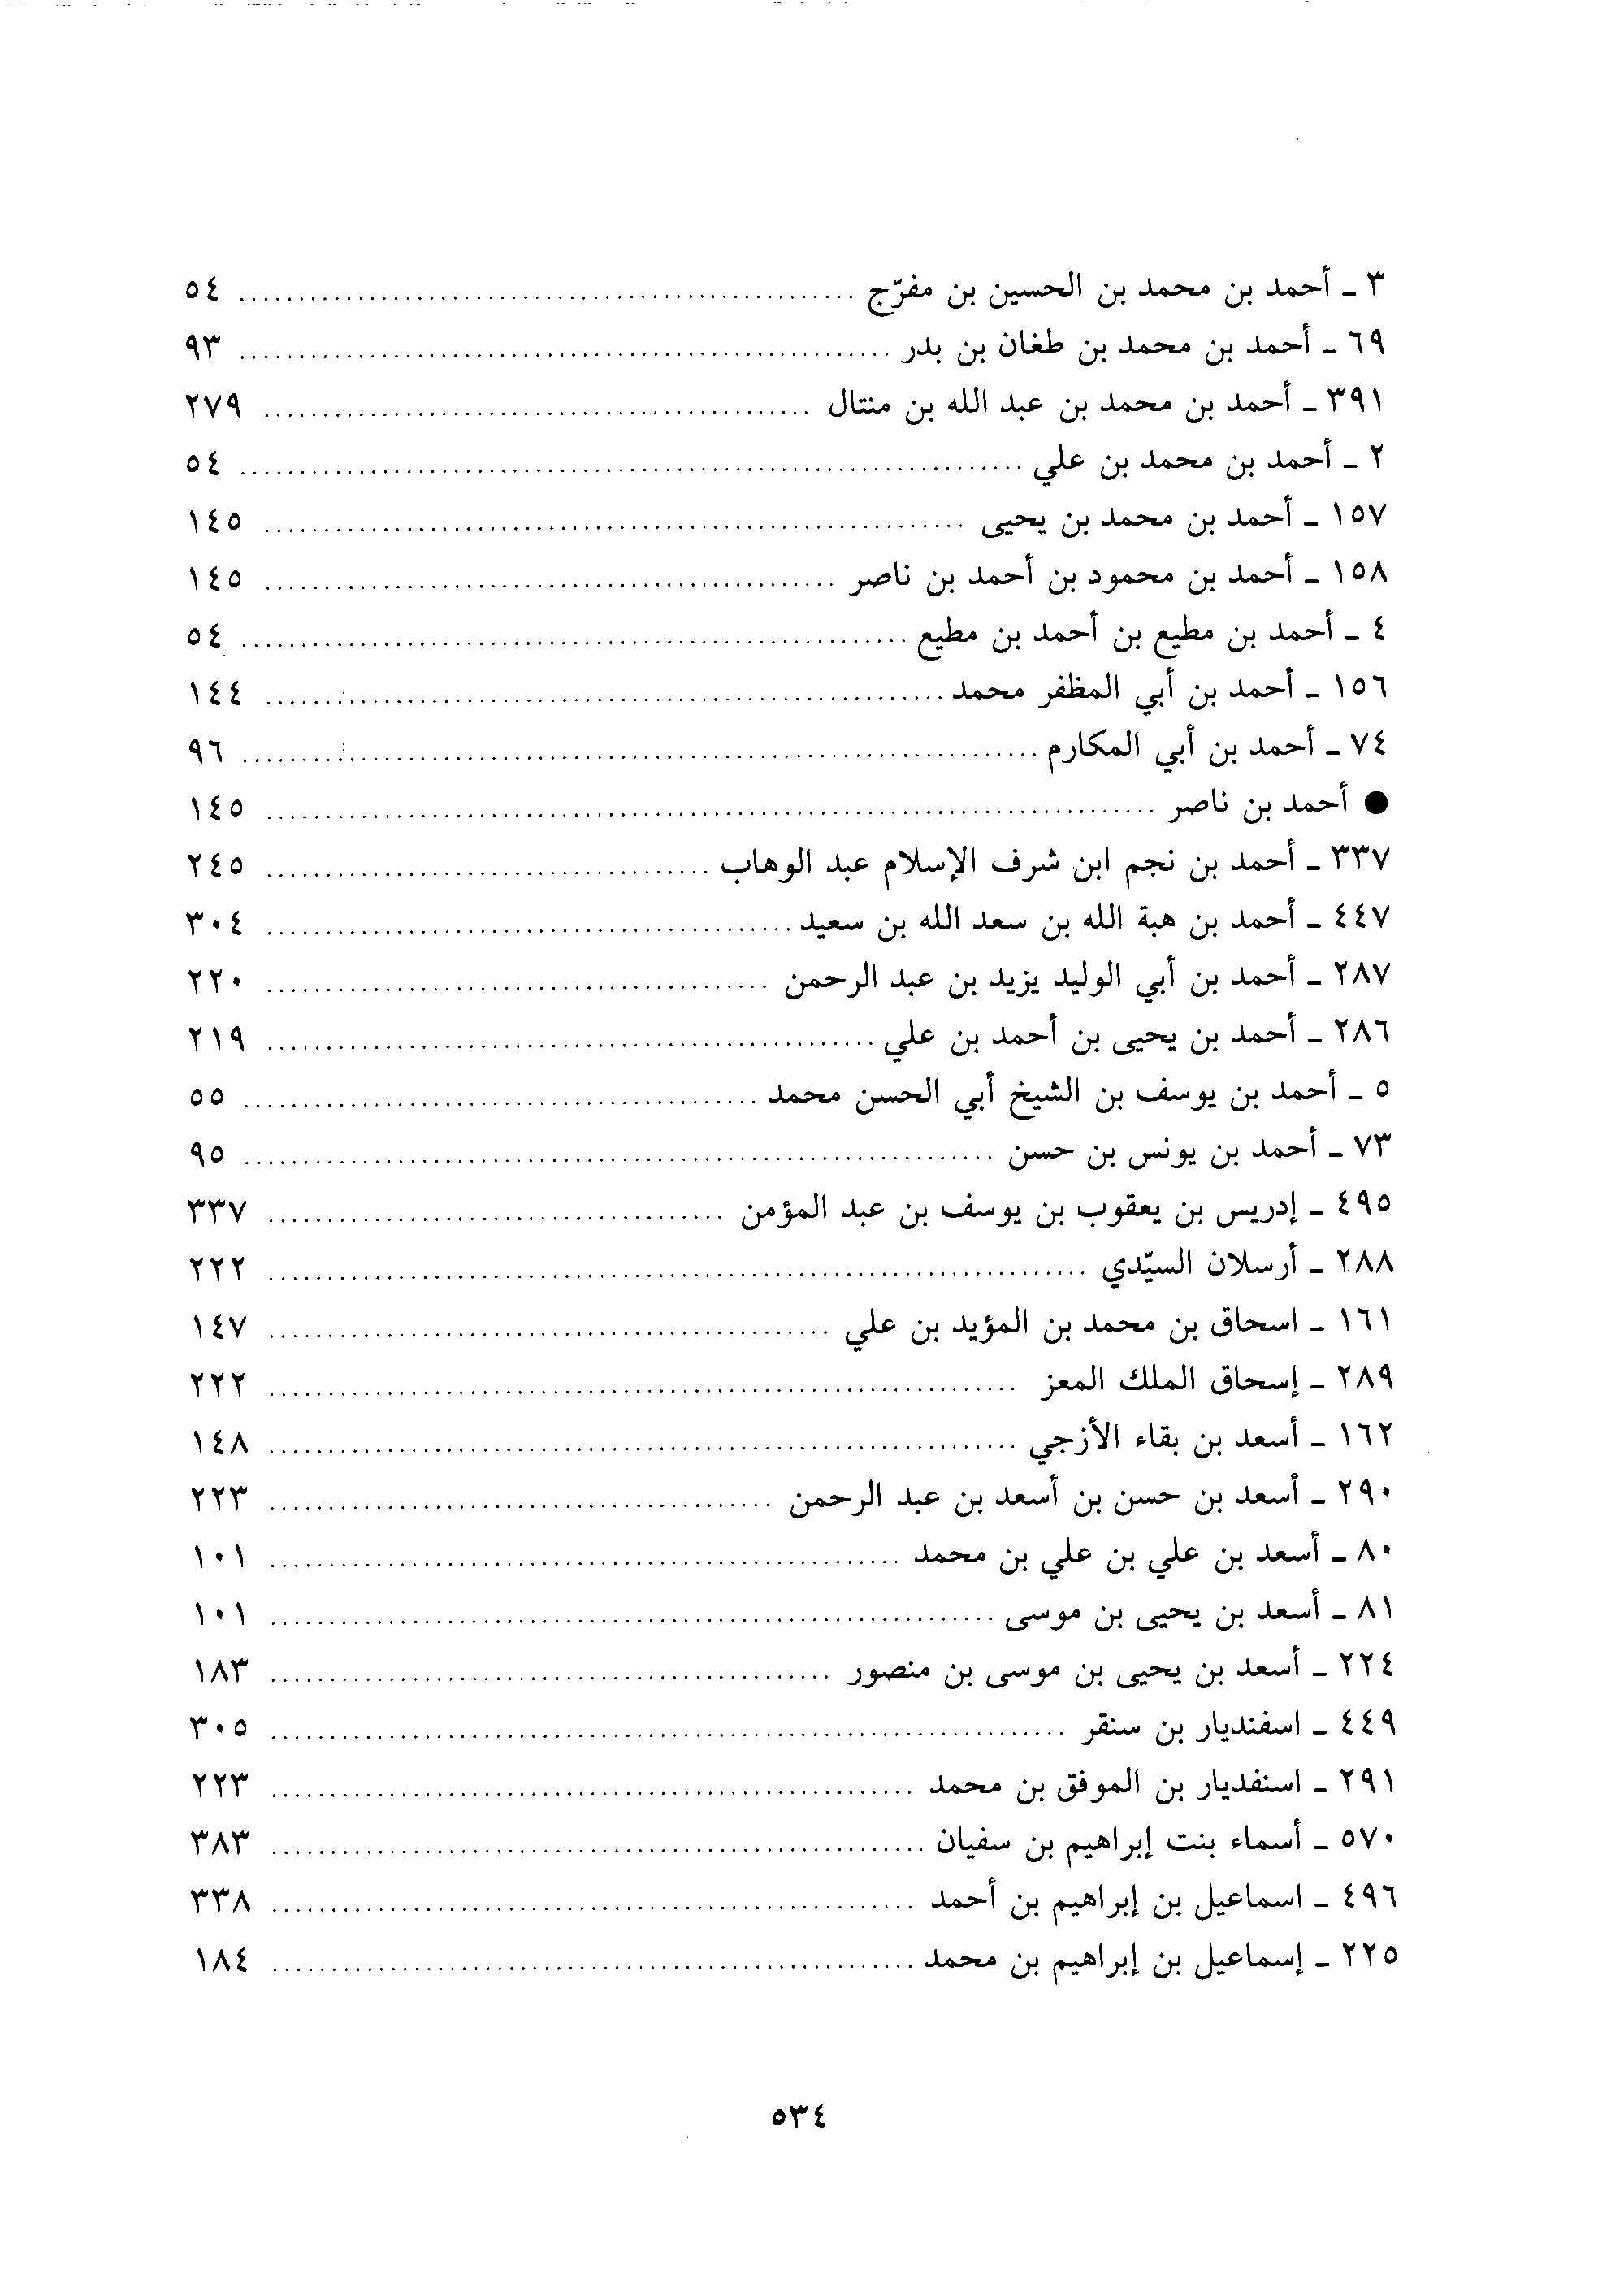 ٣ ـ أحمد بن محمد بن الحسين بن مفرّج ........ ٥٤
٦٩ ـ أحمد بن محمد بن طغان بن بدر ........ ٩٣
٣٩١ ـ أحمد بن محمد بن عبد الله بن منتال ........ ٢٧٩
٢ ـ أحمد بن محمد بن علي ........ ٥٤
١٥٧ ـ أحمد بن محمد بن يحيى ........ ١٤٥
١٥٨ ـ أحمد بن محمود بن أحمد بن ناصر ........ ١٤٥
٤ ـ أحمد بن مطيع بن أحمد بن مطيع ........ ٥٤
١٥٦ ـ أحمد بن أبي المظفر محمد ........ ١٤٤
٧٤ ـ أحمد بن أبي المكارم ........ ٩٦
● أحمد بن ناصر ........ ١٤٥
٣٣٧ ـ أحمد بن نجم ابن شرف الإسلام عبد الوهاب ........ ٢٤٥
٤٤٧ ـ أحمد بن هبة الله بن سعد الله بن سعيد ........ ٣٠٤
٢٨٧ ـ أحمد بن أبي الوليد يزيد بن عبد الرحمن ........ ٢٢٠
٢٨٦ ـ أحمد بن يحيى بن أحمد بن علي ........ ٢١٩
٥ ـ أحمد بن يوسف بن الشيخ أبي الحسن محمد ........ ٥٥
٧٣ ـ أحمد بن يونس بن حسن ........ ٩٥
٤٩٥ ـ إدريس بن يعقوب بن يوسف بن عبد المؤمن ........ ٣٣٧
٢٨٨ ـ أرسلان السيّدي ........ ٢٢٢
١٦١ ـ اسحاق بن محمد بن المؤيد بن علي ........ ١٤٧
٢٨٩ ـ إسحاق الملك المعز ........ ٢٢٢
١٦٢ ـ أسعد بن بقاء الأزجي ........ ١٤٨
٢٩٠ ـ أسعد بن حسن بن أسعد بن عبد الرحمن ........ ٢٢٣
٨٠ ـ أسعد بن علي بن علي بن محمد ........ ١٠١
٨١ ـ أسعد بن يحيى بن موسى ........ ١٠١
٢٢٤ ـ أسعد بن يحيى بن موسى بن منصور ........ ١٨٣
٤٤٩ ـ اسفنديار بن سنقر ........ ٣٠٥
٢٩١ ـ اسنفديار بن الموفق بن محمد ........ ٢٢٣
٥٧٠ ـ أسماء بنت إبراهيم بن سفيان ........ ٣٨٣
٤٩٦ ـ اسماعيل بن إبراهيم بن أحمد ........ ٣٣٨
٢٢٥ ـ إسماعيل بن إبراهيم بن محمد ........ ١٨٤
٥٣٤